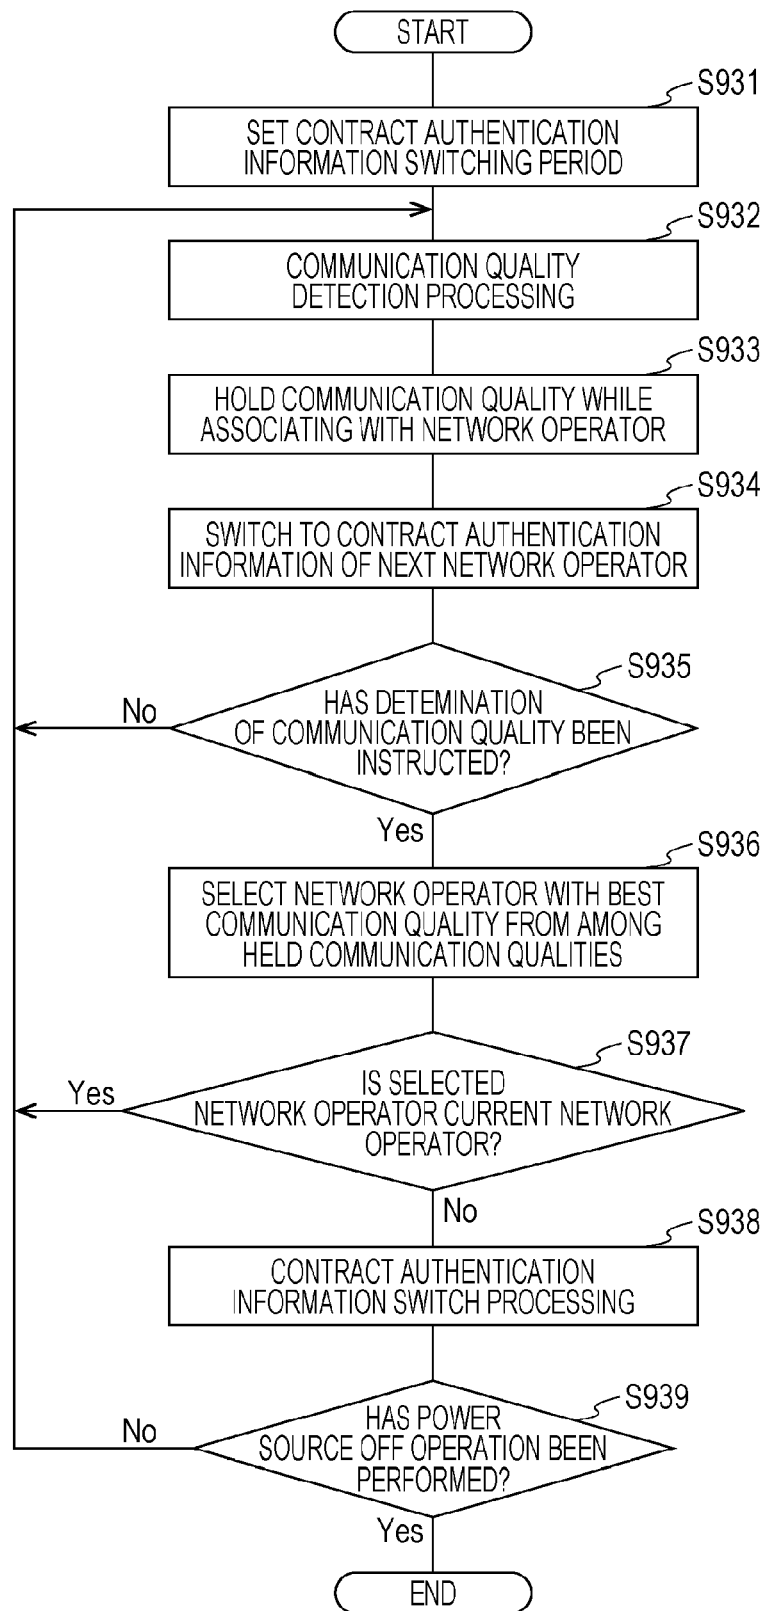 START
S931
SET CONTRACT AUTHENTICATION
INFORMATION SWITCHING PERIOD
S932
COMMUNICATION QUALITY
DETECTION PROCESSING
S933
HOLD COMMUNICATION QUALITY WHILE
ASSOCIATING WITH NETWORK OPERATOR
S934
SWITCH TO CONTRACT AUTHENTICATION
INFORMATION OF NEXT NETWORK OPERATOR
S935
No
HAS DETEMINATION
OF COMMUNICATION QUALITY BEEN
INSTRUCTED?
Yes
S936
SELECT NETWORK OPERATOR WITH BEST
COMMUNICATION QUALITY FROM AMONG
HELD COMMUNICATION QUALITIES
S937
Yes
IS SELECTED
NETWORK OPERATOR CURRENT NETWORK
OPERATOR?
No
S938
CONTRACT AUTHENTICATION
INFORMATION SWITCH PROCESSING
S939
No
HAS POWER
SOURCE OFF OPERATION BEEN
PERFORMED?
Yes
END